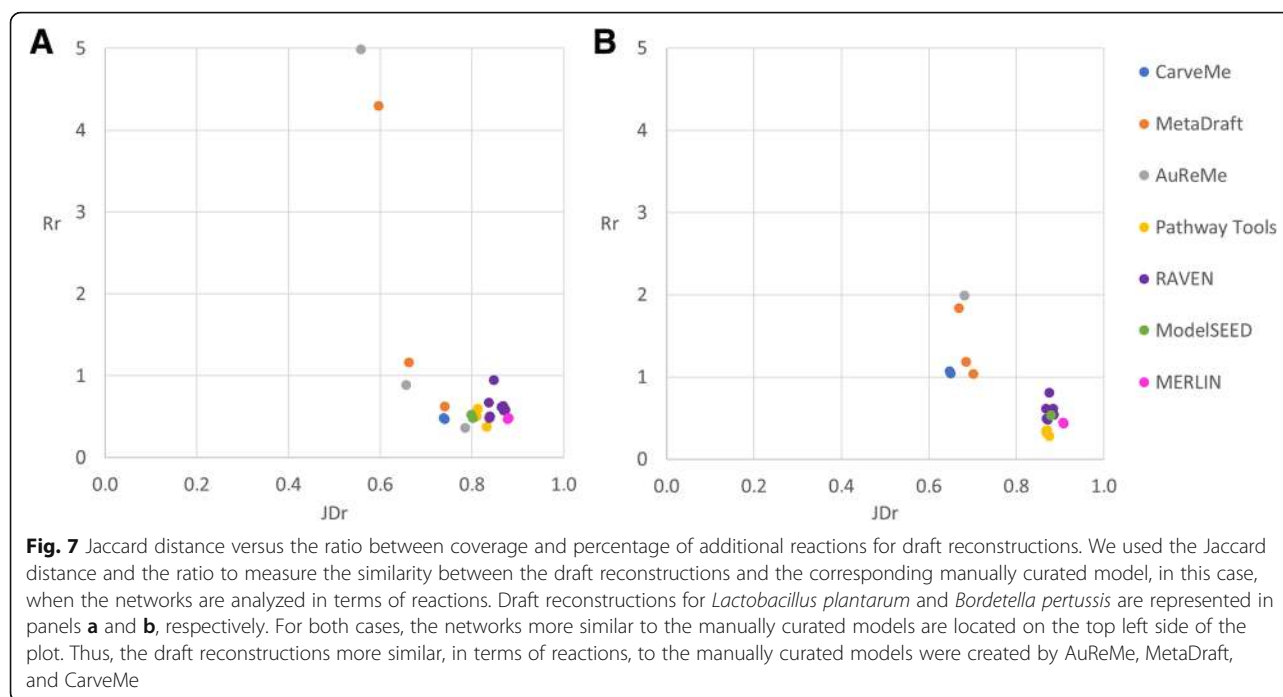 A
5
4
Rr
3
2
1
0
0.0 0.2 0.4 0.6 0.8 1.0
JDr
B
5
4
Rr
3
2
1
0
0.0 0.2 0.4 0.6 0.8 1.0
JDr
CarveMe
MetaDraft
AuReMe
Pathway Tools
RAVEN
ModelSEED
MERLIN
Fig. 7 Jaccard distance versus the ratio between coverage and percentage of additional reactions for draft reconstructions. We used the Jaccard
distance and the ratio to measure the similarity between the draft reconstructions and the corresponding manually curated model, in this case,
when the networks are analyzed in terms of reactions. Draft reconstructions for Lactobacillus plantarum and Bordetella pertussis are represented in
panels a and b, respectively. For both cases, the networks more similar to the manually curated models are located on the top left side of the
plot. Thus, the draft reconstructions more similar, in terms of reactions, to the manually curated models were created by AuReMe, MetaDraft,
and CarveMe